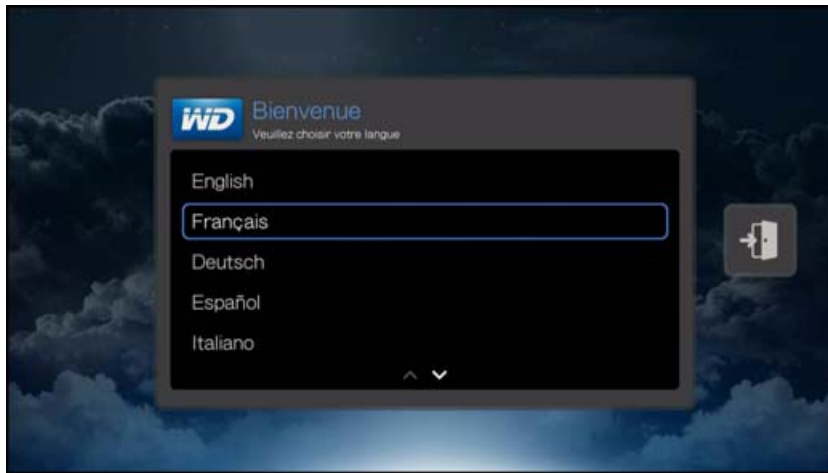 WD
Bienvenue
Veuillez choisir votre langue
English
Français
Deutsch
Español
Italiano